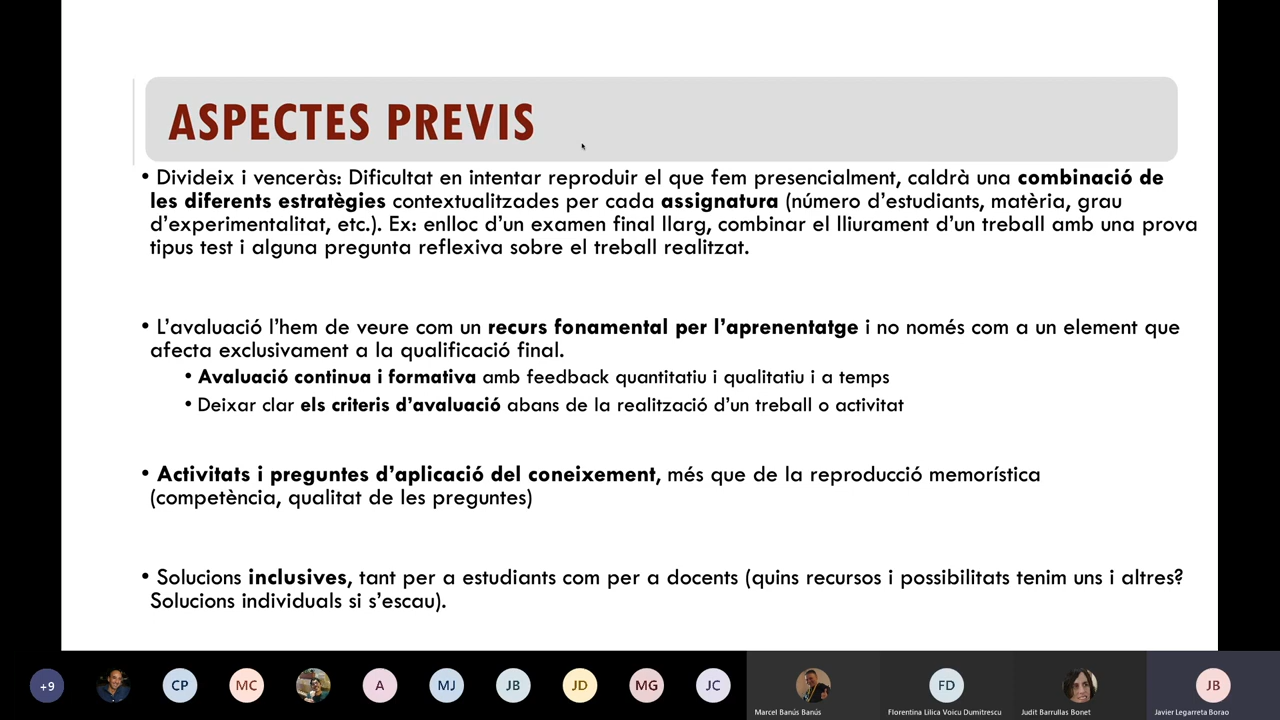 ASPECTES PREVIS
• Divideix i venceràs: Dificultat en intentar reproduir el que fem presencialment, caldrà una combinació de
les diferents estratègies contextualitzades per cada assignatura (número d’estudiants, matèria, grau
d’experimentalitat, etc.). Ex: enlloc d’un examen final llarg, combinar el lliurament d’un treball amb una prova
tipus test i alguna pregunta reflexiva sobre el treball realitzat.
• L’avaluació l’hem de veure com un recurs fonamental per l’aprenentatge i no només com a un element que
afecta exclusivament a la qualificació final.
• Avaluació continua i formativa amb feedback quantitatiu i qualitatiu i a temps
• Deixar clar els criteris d’avaluació abans de la realització d’un treball o activitat
• Activitats i preguntes d’aplicació del coneixement, més que de la reproducció memorística
(competència, qualitat de les preguntes)
• Solucions inclusives, tant per a estudiants com per a docents (quins recursos i possibilitats tenim uns i altres?
Solucions individuals si s’escau).
+9 CP MC A MJ JB JD MG JC FD JB
Marcel Banús Banús Florentina Lilica Voicu Dumitrescu Judit Barrullas Bonet Javier Legarreta Borao